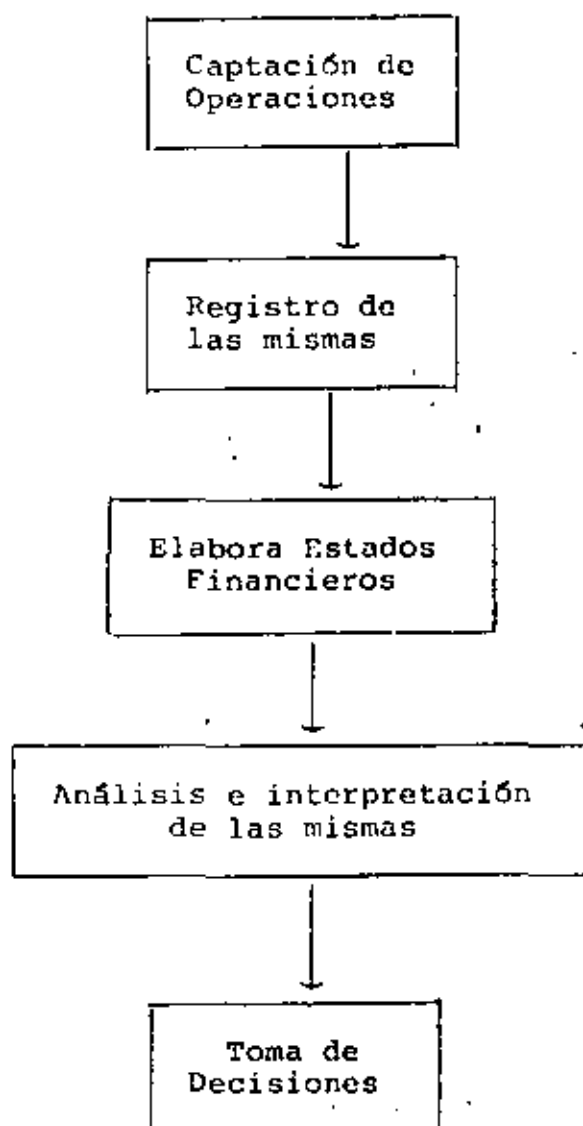 Captación de
Operaciones
Registro de
las mismas
Elabora Estados
Financieros
Análisis e interpretación
de las mismas
Toma de
Decisiones